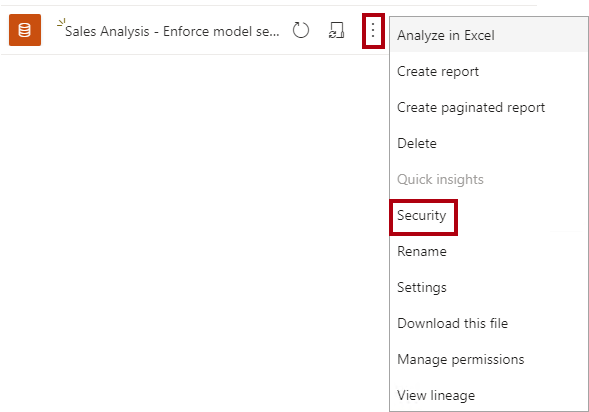 Sales Analysis - Enforce model se...
Analyze in Excel
Create report
Create paginated report
Delete
Quick insights
Security
Rename
Settings
Download this file
Manage permissions
View lineage